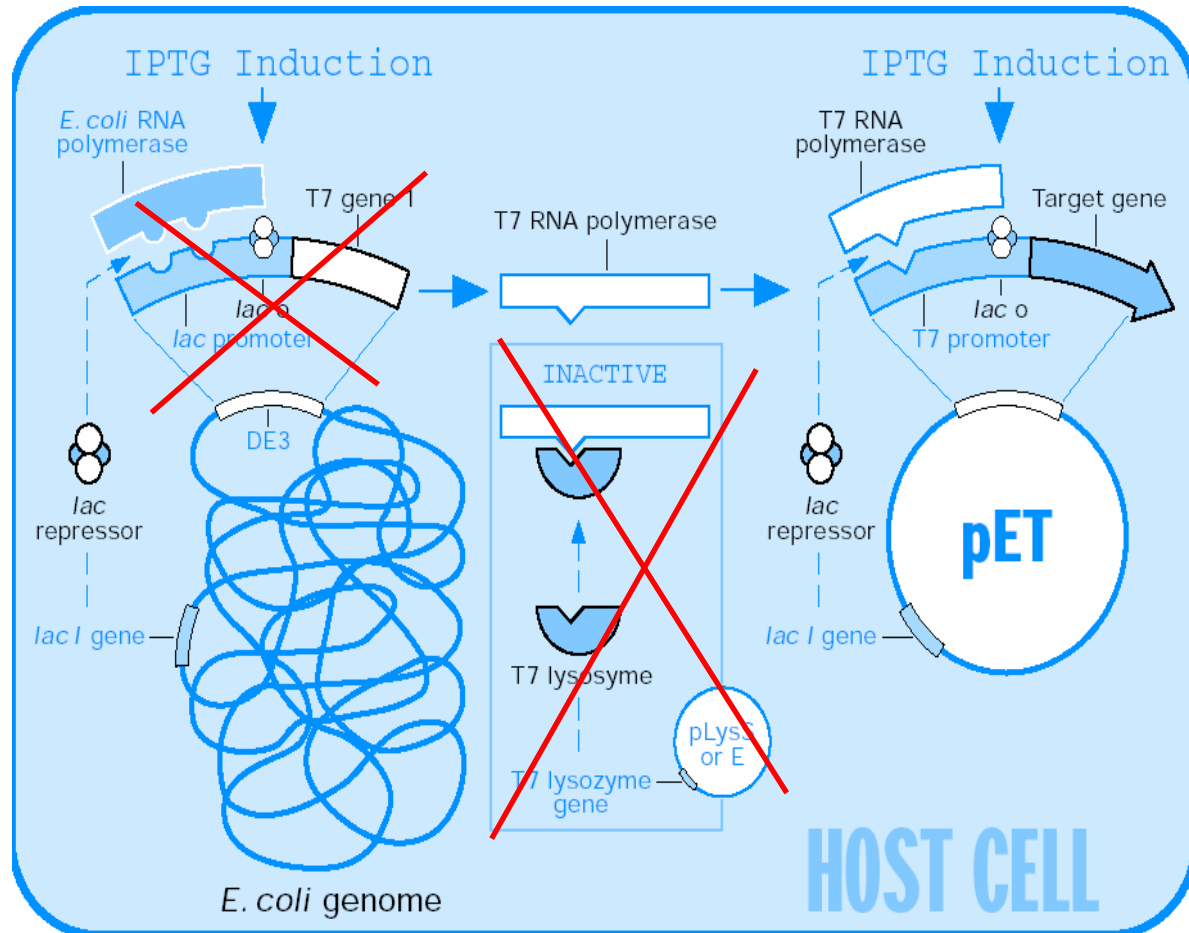 IPTG Induction
E. coli RNA
polymerase
T7 gene 1
lac o
lac promoter
DE3
lac
repressor
lac I gene
E. coli genome
T7 RNA polymerase
INACTIVE
T7 lysosyme
pLysS
or E
T7 lysozyme
gene
IPTG Induction
T7 RNA
polymerase
Target gene
lac o
T7 promoter
lac
repressor
pET
lac I gene
HOST CELL